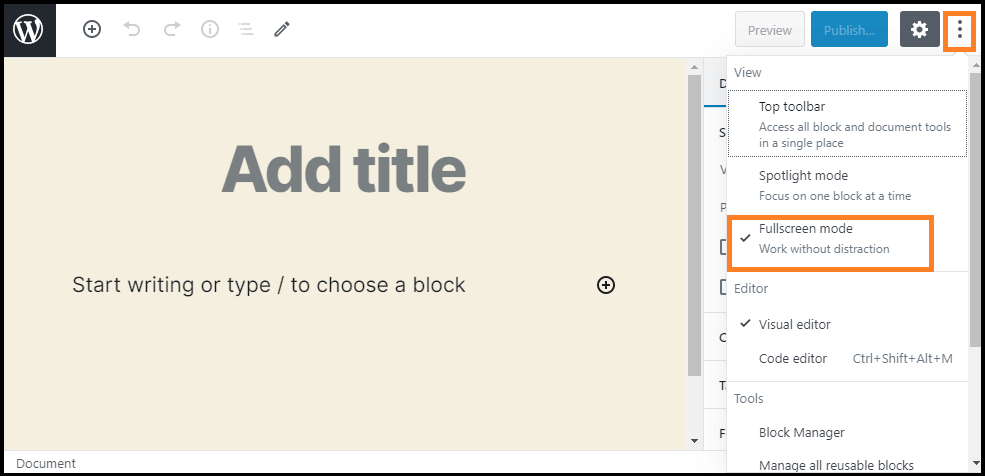 Preview
Publish...
View
Top toolbar
Access all block and document tools
in a single place
Spotlight mode
Focus on one block at a time
Fullscreen mode
Work without distraction
Editor
Visual editor
Code editor Ctrl+Shift+Alt+M
Tools
Block Manager
Manage all reusable blocks
Add title
Start writing or type / to choose a block
Document